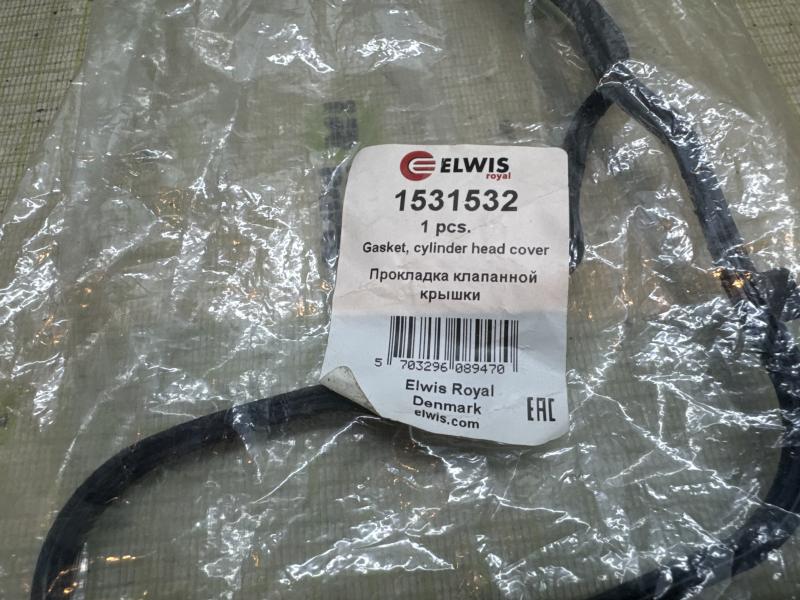 ELWIS
royal
1531532
1 pcs.
Gasket, cylinder head cover
Прокладка клапанной
крышки
5 703296 089470
Elwis Royal
Denmark
elwis.com
EAC